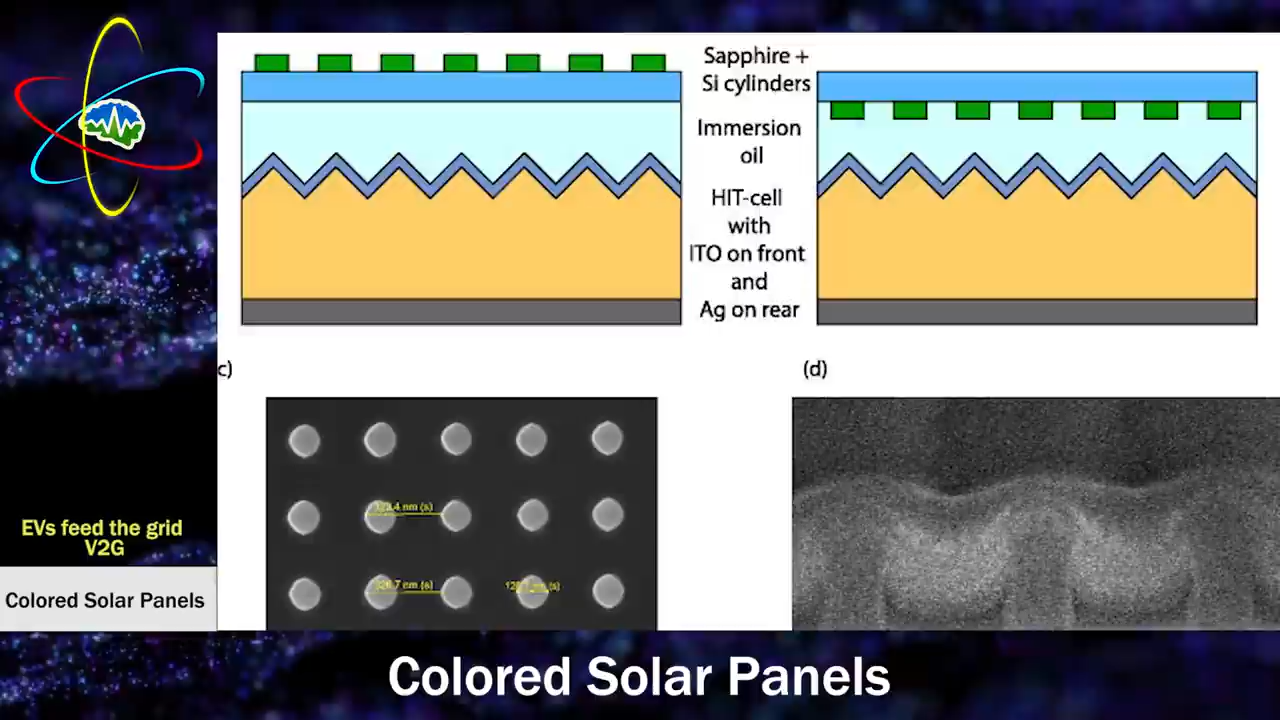 Sapphire +
Si cylinders
Immersion
oil
HIT-cell
with
ITO on front
and
Ag on rear
c)
(d)
EVs feed the grid
V2G
Colored Solar Panels
Colored Solar Panels